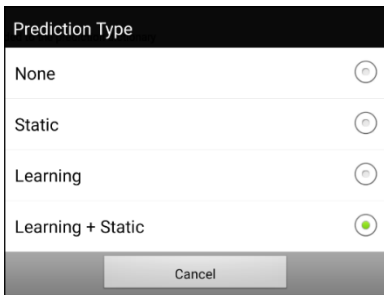 Prediction Type
None
Static
Learning
Learning + Static
Cancel